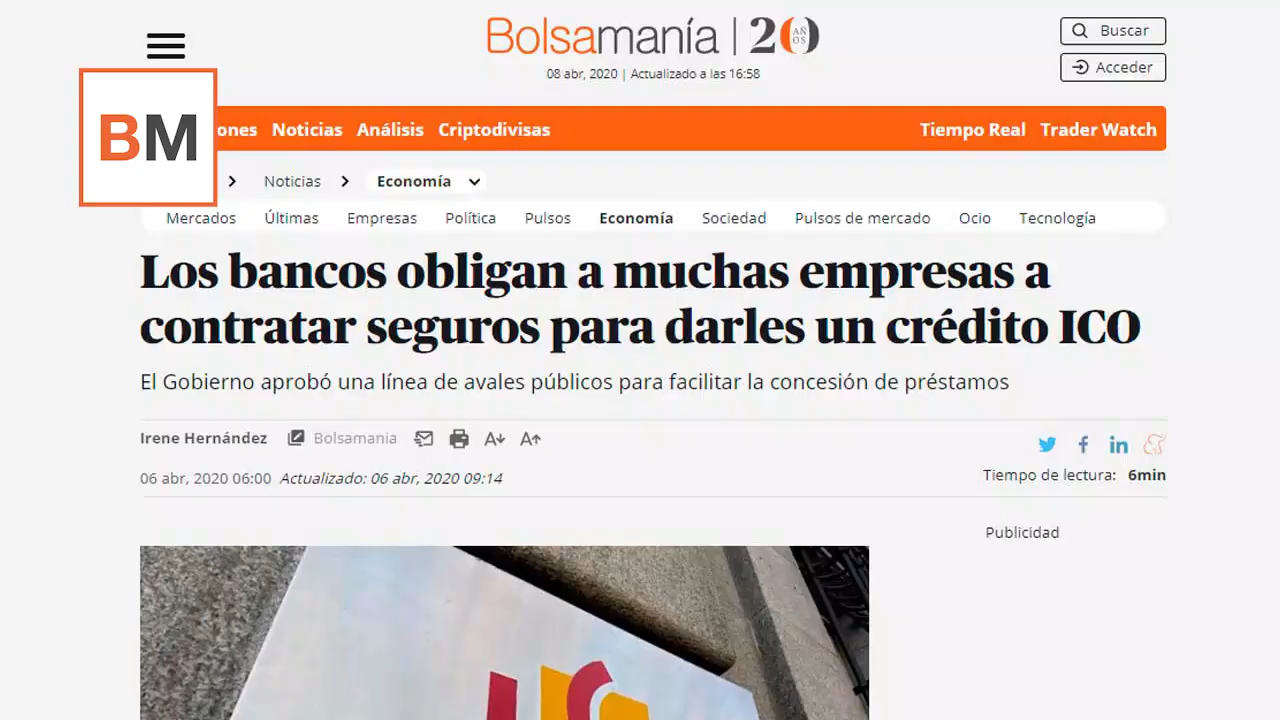 Bolsamanía | 20 AÑOS
08 abr, 2020 | Actualizado a las 16:58
Buscar
Acceder
BM
ones Noticias Análisis Criptodivisas Tiempo Real Trader Watch
Noticias Economía
Mercados Últimas Empresas Política Pulsos Economía Sociedad Pulsos de mercado Ocio Tecnología
Los bancos obligan a muchas empresas a
contratar seguros para darles un crédito ICO
El Gobierno aprobó una línea de avales públicos para facilitar la concesión de préstamos
Irene Hernández Bolsamania A A
06 abr, 2020 06:00 Actualizado: 06 abr, 2020 09:14
Tiempo de lectura: 6min
Publicidad